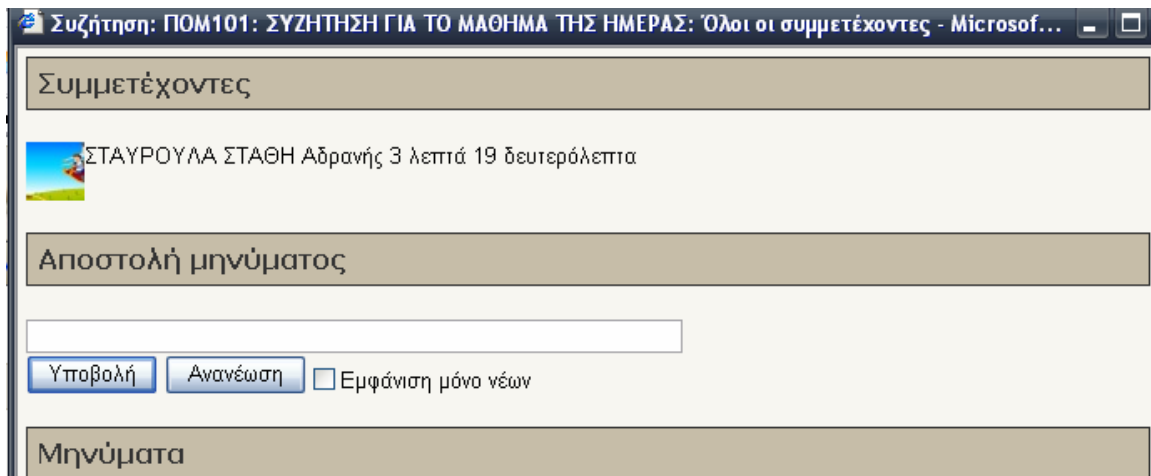 Συζήτηση: ΠΟΜ101: ΣΥΖΗΤΗΣΗ ΓΙΑ ΤΟ ΜΑΘΗΜΑ ΤΗΣ ΗΜΕΡΑΣ: Όλοι οι συμμετέχοντες - Microsof...
Συμμετέχοντες
ΣΤΑΥΡΟΥΛΑ ΣΤΑΘΗ Αδρανής 3 λεπτά 19 δευτερόλεπτα
Αποστολή μηνύματος
Υποβολή Ανανέωση Εμφάνιση μόνο νέων
Μηνύματα